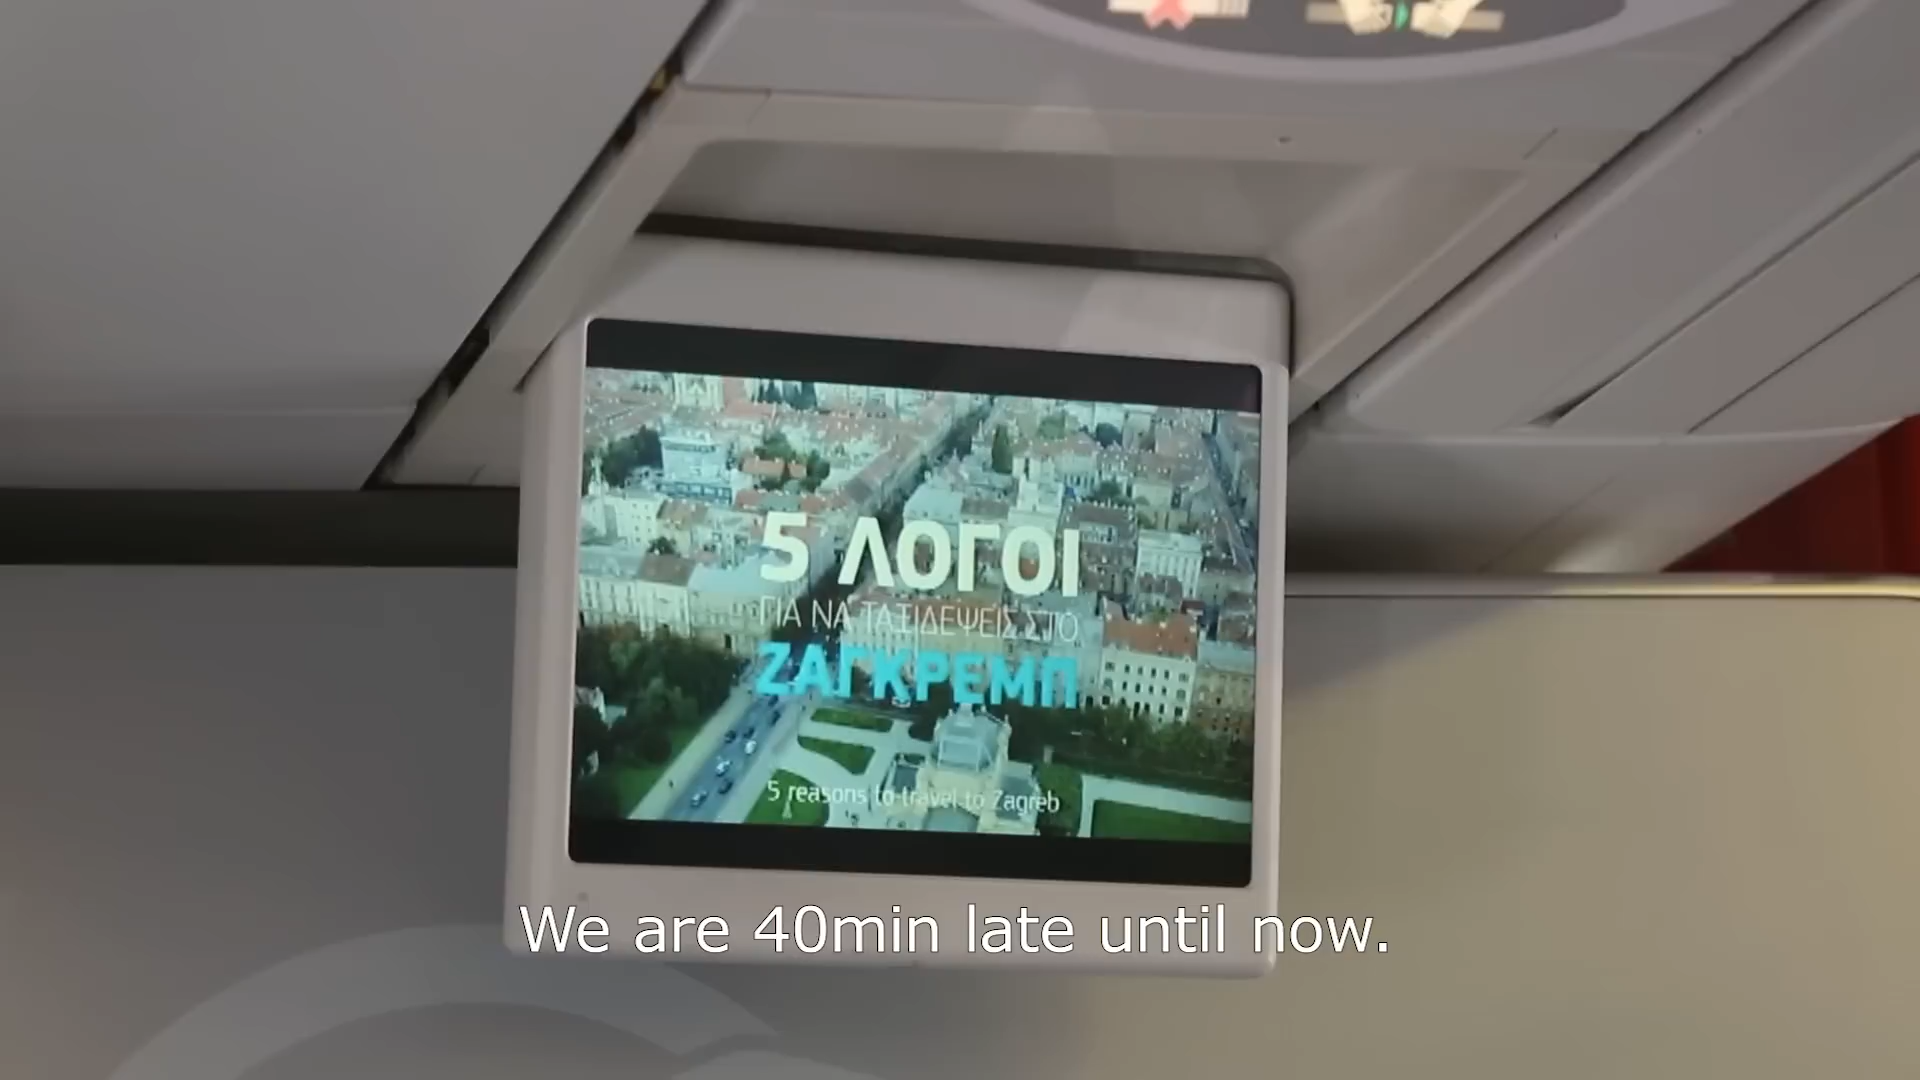 5 ΛΟΓΟΙ
ΓΙΑ ΝΑ ΤΑΞΙΔΕΨΕΙΣ ΣΤΟ
ΖΑΓΚΡΕΜΠ
5 reasons to travel to Zagreb
We are 40min late until now.